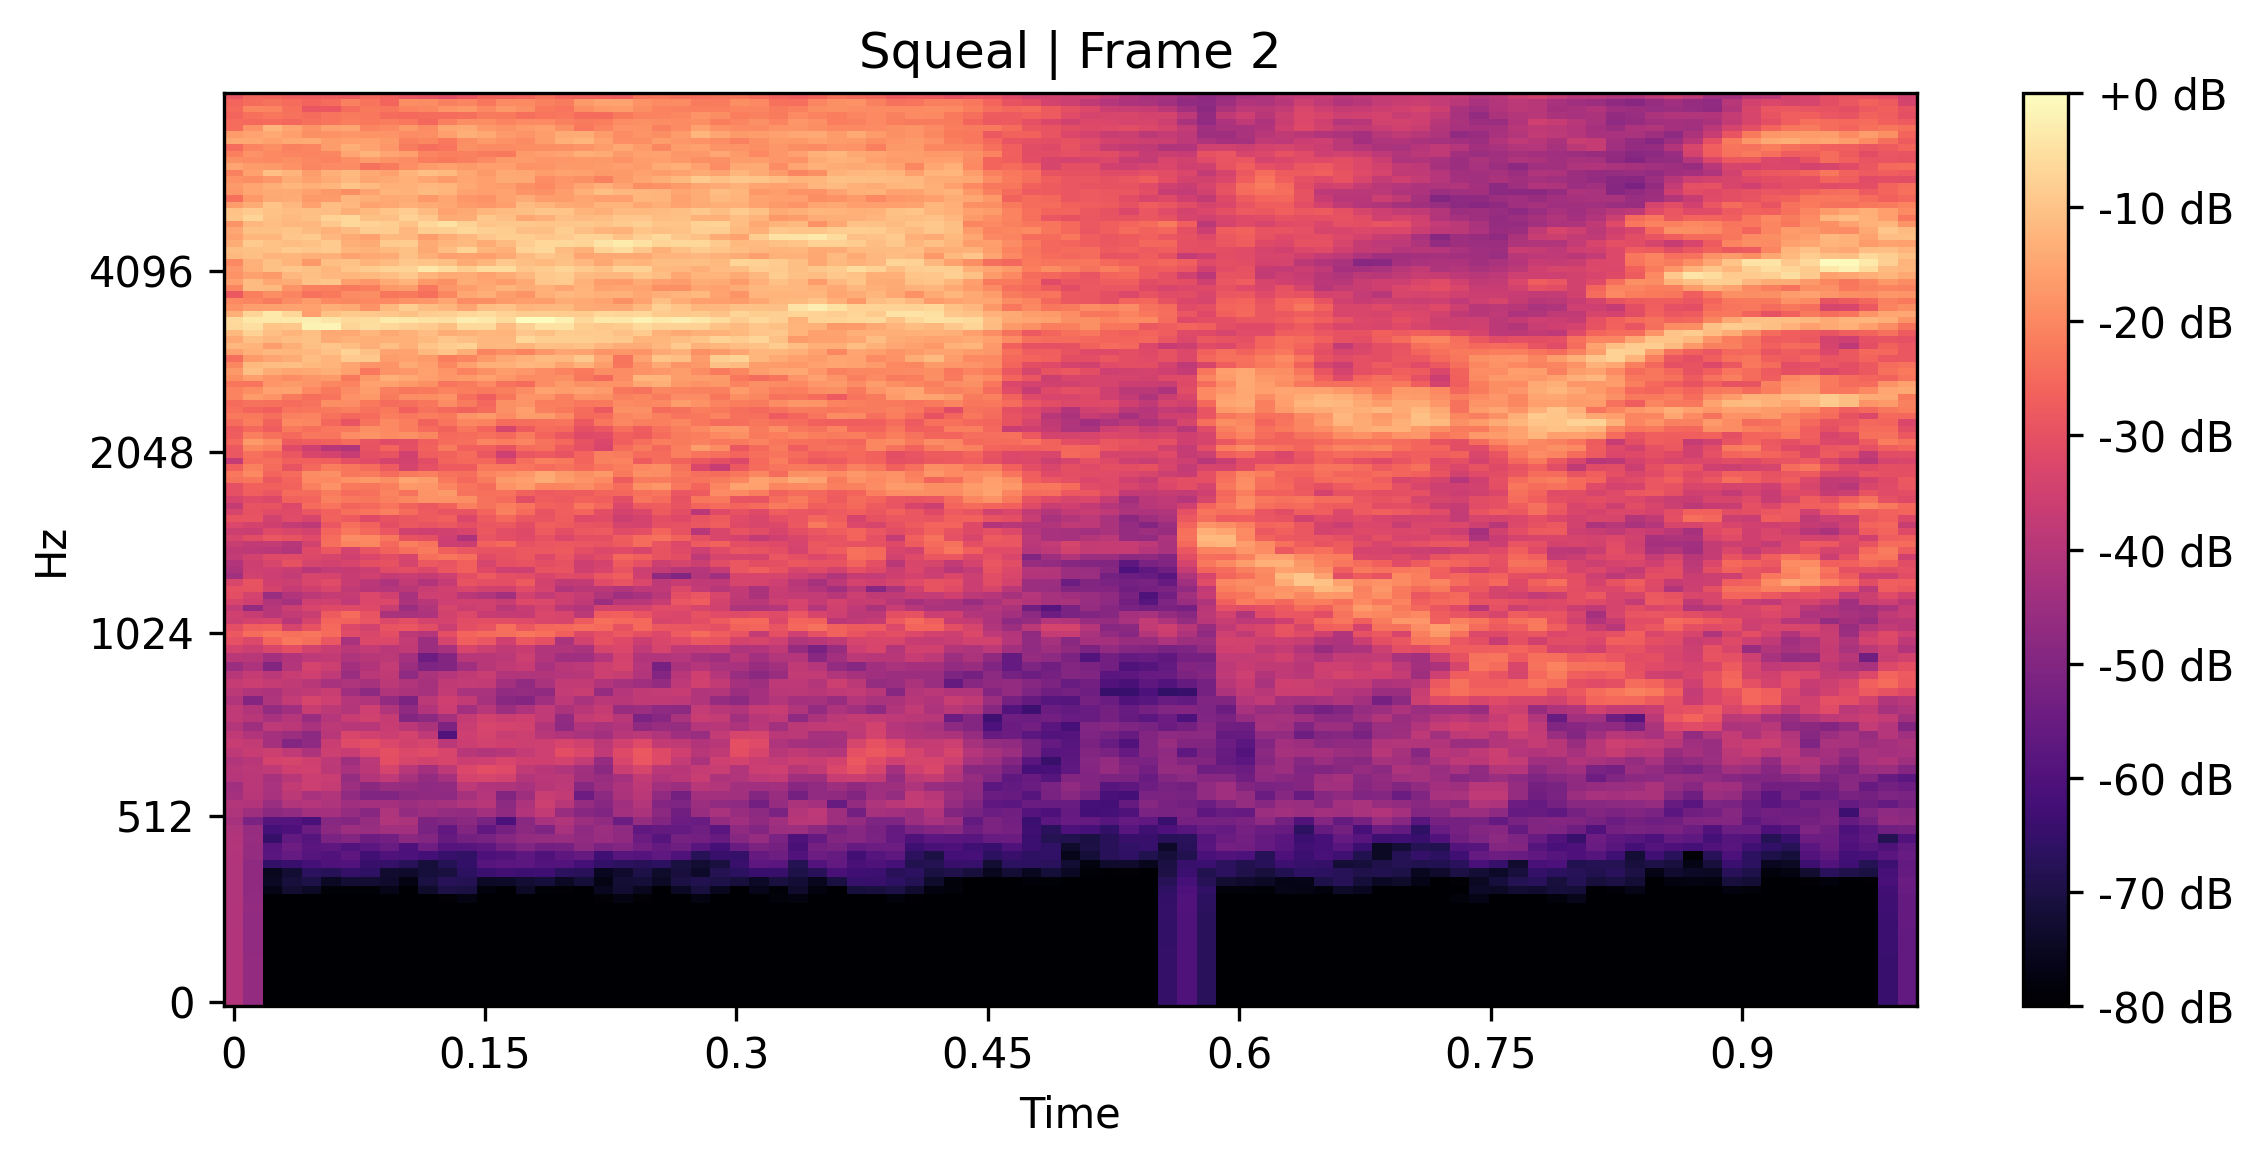 Squeal | Frame 2
+0 dB
-10 dB
-20 dB
-30 dB
-40 dB
-50 dB
-60 dB
-70 dB
-80 dB
Hz
4096
2048
1024
512
0
0 0.15 0.3 0.45 0.6 0.75 0.9
Time